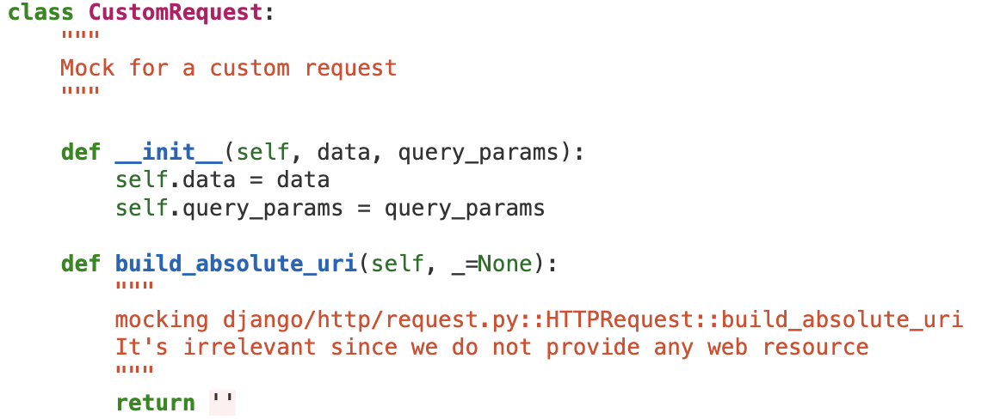 class CustomRequest:
    """
    Mock for a custom request
    """
    def __init__(self, data, query_params):
        self.data = data
        self.query_params = query_params
    def build_absolute_uri(self, _=None):
        """
        mocking django/http/request.py::HTTPRequest::build_absolute_uri
        It's irrelevant since we do not provide any web resource
        """
        return ''